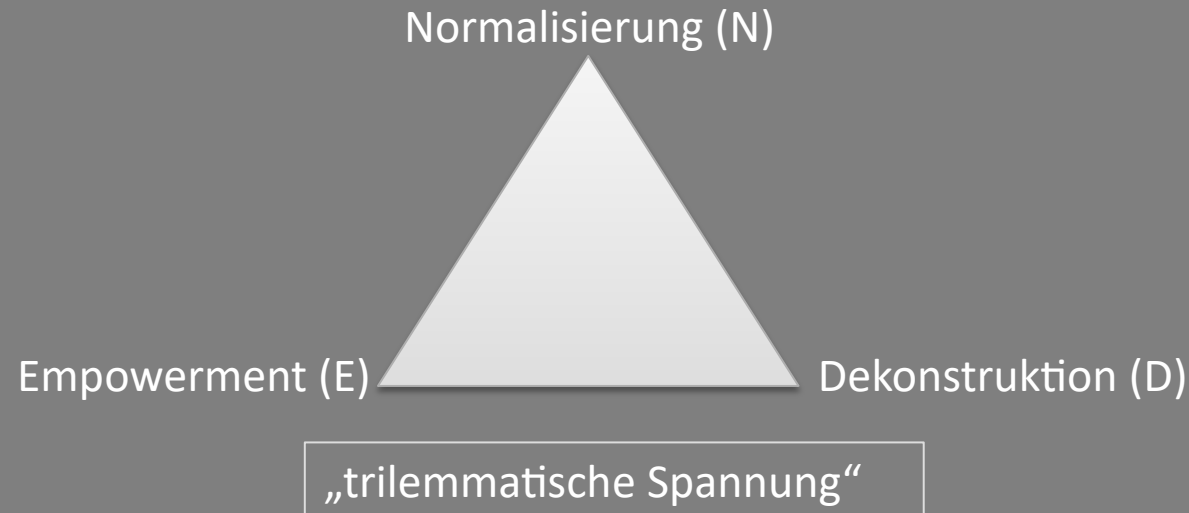 Normalisierung (N)
Empowerment (E)
Dekonstruktion (D)
„trilemmatische Spannung“